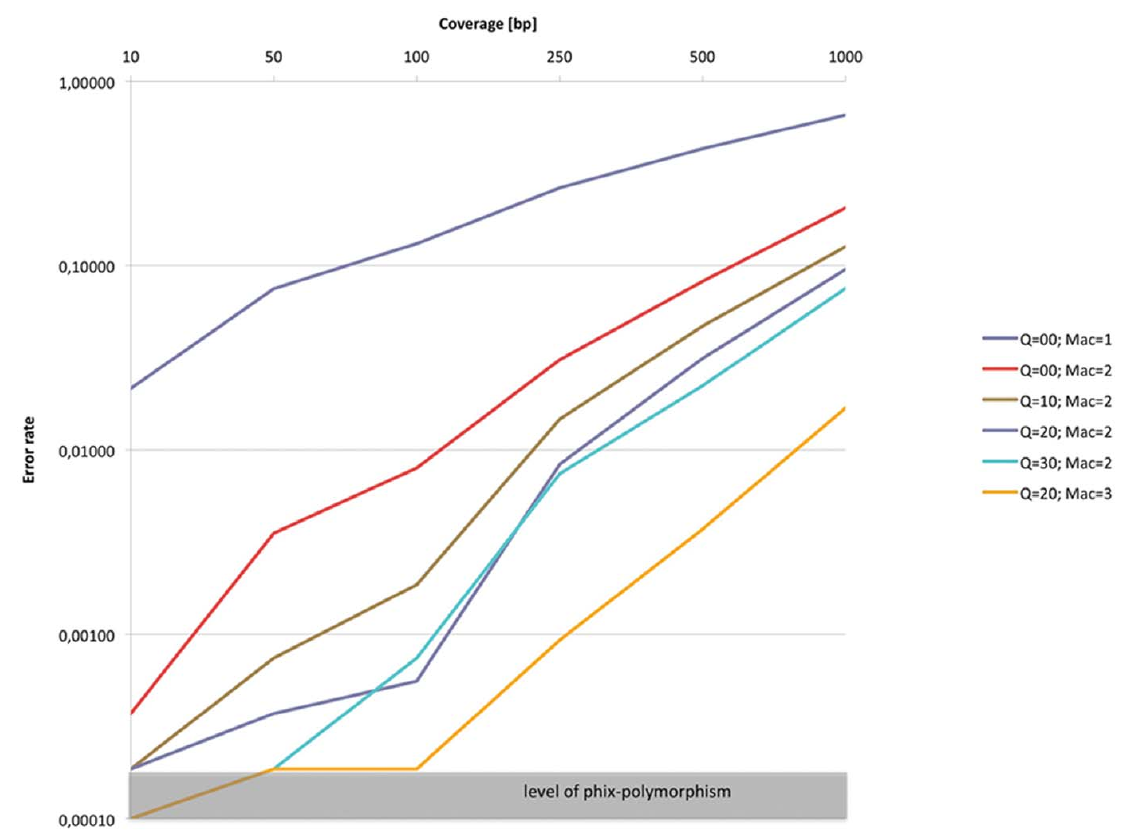 Coverage [bp]
10 50 100 250 500 1000
1,00000
0,10000
0,01000
0,00100
0,00010
Error rate
Q=00; Mac=1
Q=00; Mac=2
Q=10; Mac=2
Q=20; Mac=2
Q=30; Mac=2
Q=20; Mac=3
level of phix-polymorphism